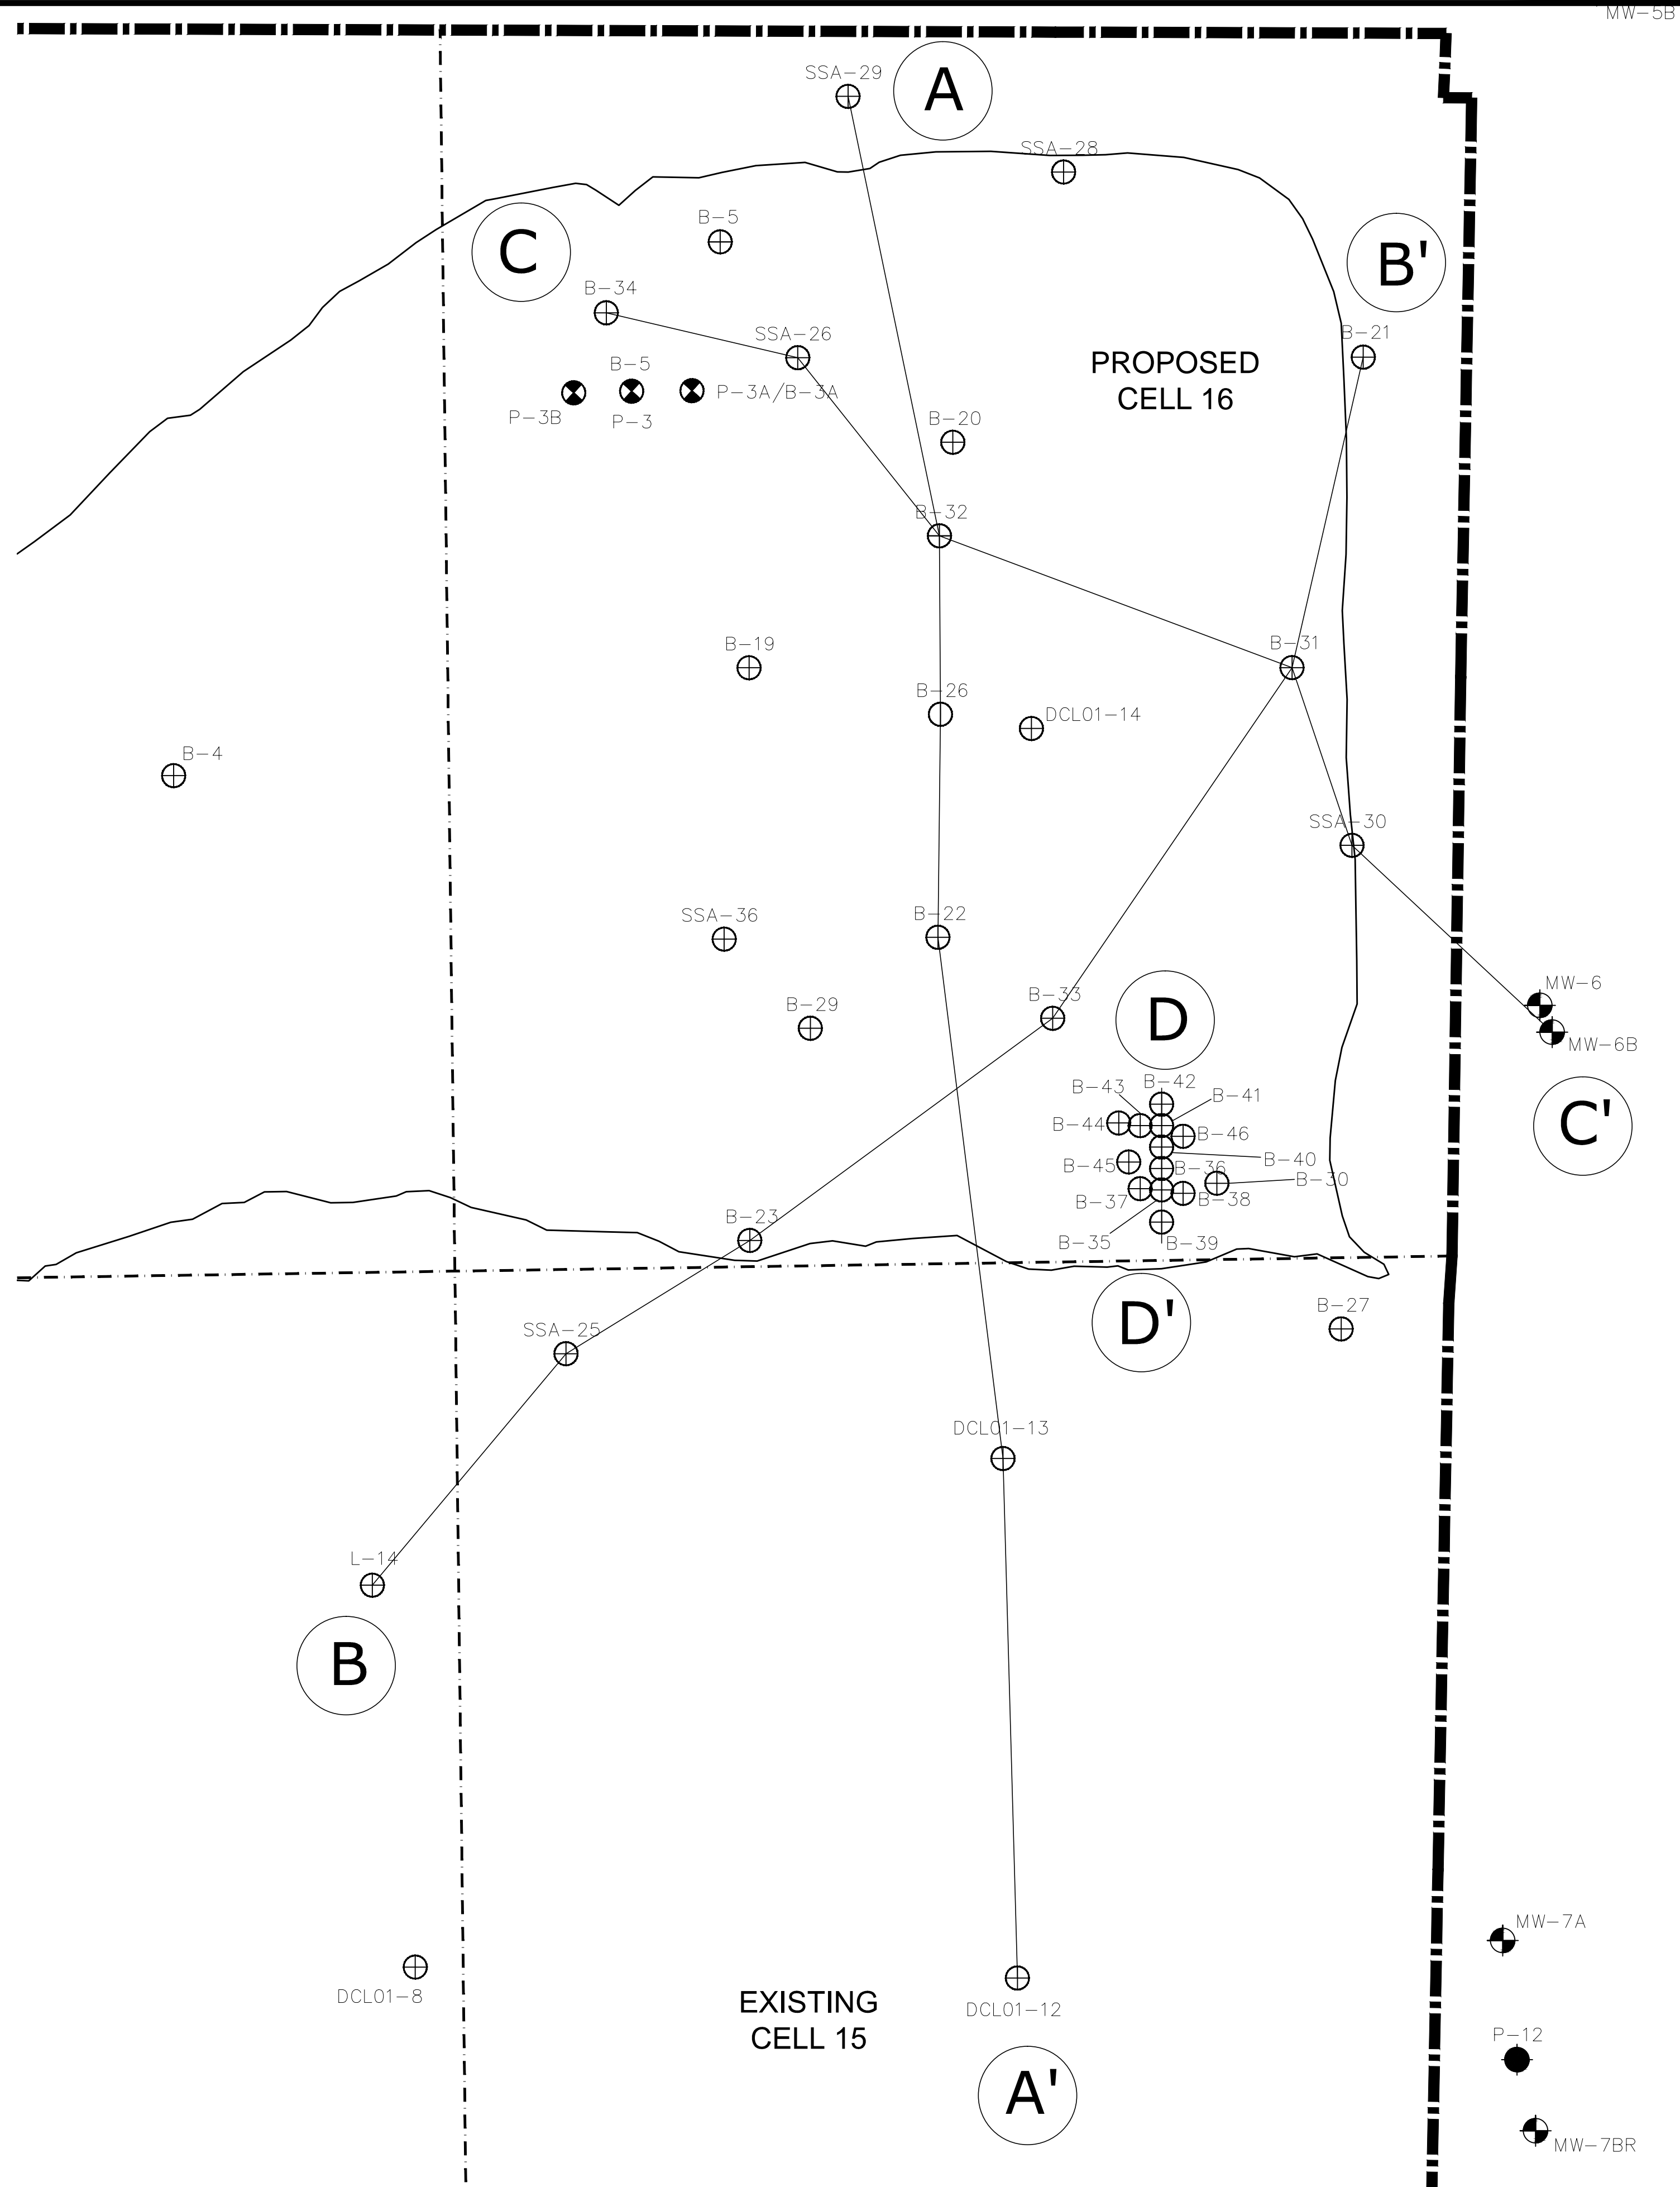 MW-5B
SSA-29
A
SSA-28
B-5
C
B'
B-34
SSA-26
B-21
PROPOSED
CELL 16
B-5
P-3A/B-3A
P-3B
P-3
B-20
B-32
B-19
B-31
B-26
DCL01-14
B-4
SSA-30
SSA-36
B-22
B-29
B-33
D
MW-6
MW-6B
B-43
B-42
B-41
B-44
B-46
C'
B-45
B-36
B-40
B-30
B-37
B-38
B-35
B-39
B-23
D'
B-27
SSA-25
DCL01-13
L-14
B
MW-7A
DCL01-8
EXISTING
CELL 15
DCL01-12
P-12
A'
MW-7BR